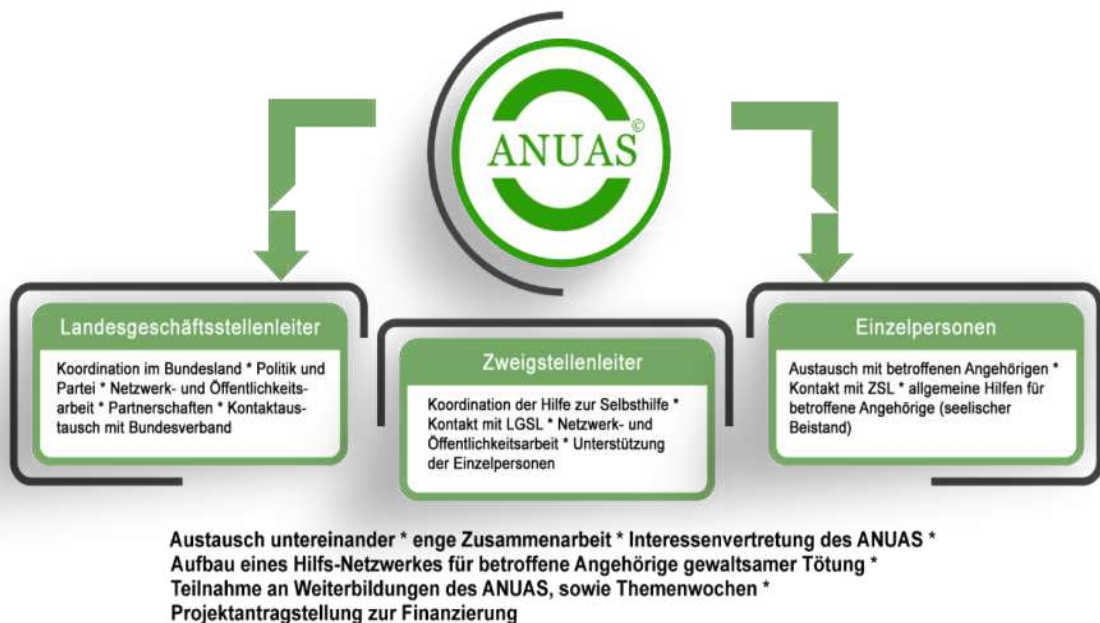 ANUAS©
Landesgeschäftsstellenleiter
Koordination im Bundesland * Politik und
Partei * Netzwerk- und Öffentlichkeits-
arbeit * Partnerschaften * Kontaktaus-
tausch mit Bundesverband
Zweigstellenleiter
Koordination der Hilfe zur Selbsthilfe *
Kontakt mit LGSL * Netzwerk- und
Öffentlichkeitsarbeit * Unterstützung
der Einzelpersonen
Einzelpersonen
Austausch mit betroffenen Angehörigen *
Kontakt mit ZSL * allgemeine Hilfen für
betroffene Angehörige (seelischer
Beistand)
Austausch untereinander * enge Zusammenarbeit * Interessenvertretung des ANUAS *
Aufbau eines Hilfs-Netzwerkes für betroffene Angehörige gewaltsamer Tötung *
Teilnahme an Weiterbildungen des ANUAS, sowie Themenwochen *
Projektantragstellung zur Finanzierung